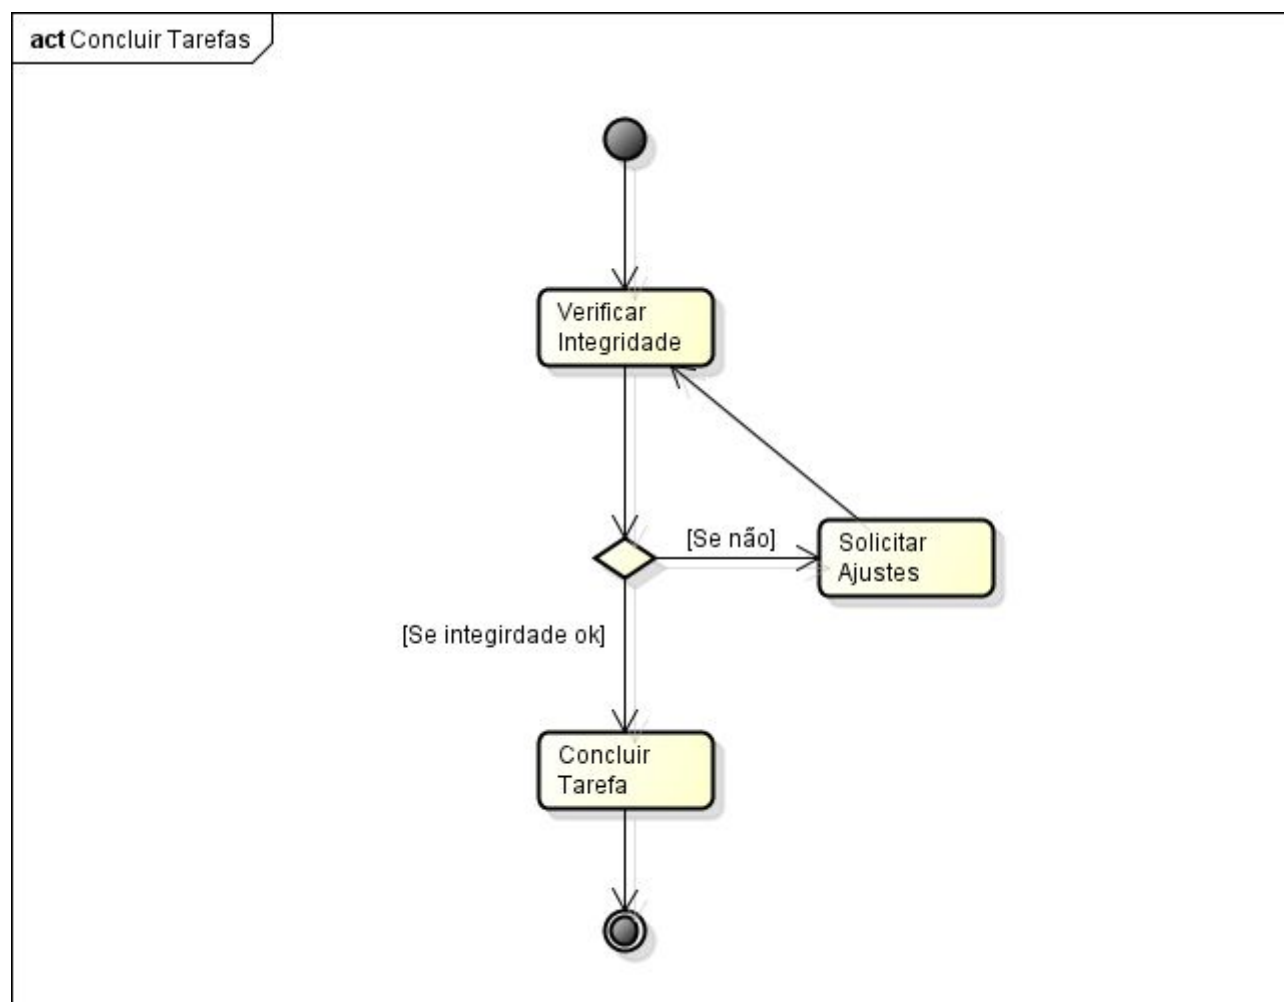 act Concluir Tarefas
Verificar
Integridade
[Se não]
Solicitar
Ajustes
[Se integirdade ok]
Concluir
Tarefa